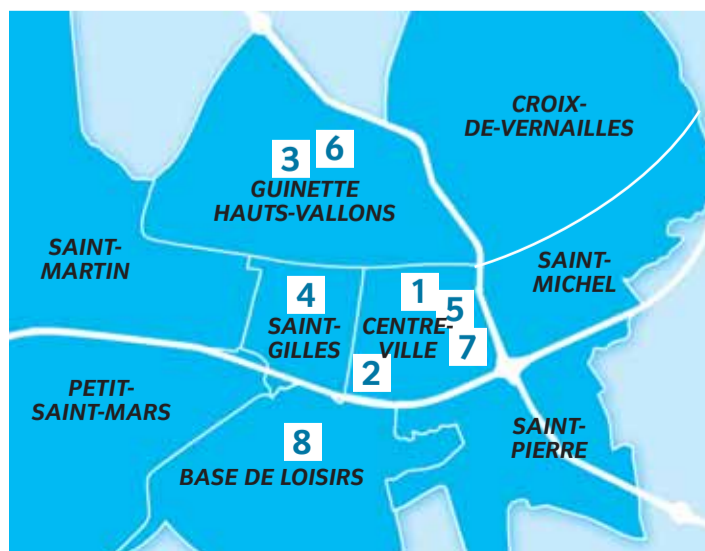 CROIX-
DE-VERNAILLES
3 6
GUINETTE
HAUTS-VALLONS
SAINT-
MARTIN
SAINT-
MICHEL
4
SAINT-
GILLES
1
5
CENTRE-
VILLE
7
2
PETIT-
SAINT-MARS
SAINT-
PIERRE
8
BASE DE LOISIRS